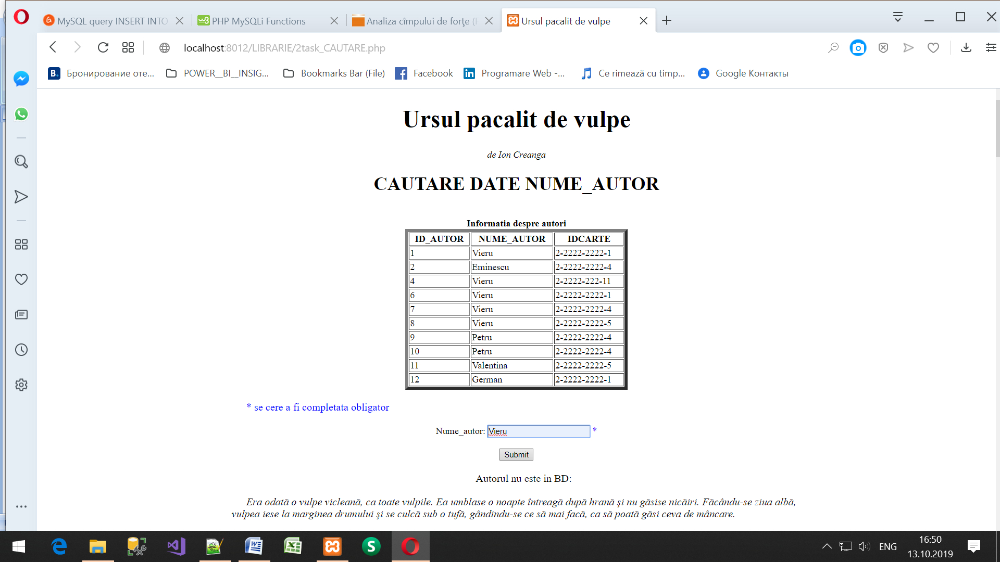 MySQL query INSERT INTO
PHP MySQLi Functions
Analiza cîmpului de forţe (F
Ursul pacalit de vulpe
localhost:8012/LIBRARIE/2task_CAUTARE.php
B. Бронирование оте...
POWER__BI__INSIG...
Bookmarks Bar (File)
Facebook
Programare Web -...
Ce rimează cu timp...
Google Контакты
Ursul pacalit de vulpe
de Ion Creanga
CAUTARE DATE NUME_AUTOR
Informatia despre autori
ID_AUTOR NUME_AUTOR IDCARTE
1 Vieru 2-2222-2222-1
2 Eminescu 2-2222-2222-4
4 Vieru 2-2222-222-11
6 Vieru 2-2222-2222-1
7 Vieru 2-2222-2222-4
8 Vieru 2-2222-2222-5
9 Petru 2-2222-2222-4
10 Petru 2-2222-2222-4
11 Valentina 2-2222-2222-5
12 German 2-2222-2222-1
* se cere a fi completata obligator
Nume_autor: Vieru *
Submit
Autorul nu este in BD:
Era odată o vulpe vicleană, ca toate vulpile. Ea umblase o noapte întreagă după hrană şi nu găsise nicăiri. Făcându-se ziua albă,
vulpea iese la marginea drumului şi se culcă sub o tufă, gândindu-se ce să mai facă, ca să poată găsi ceva de mâncare.
ENG
16:50
13.10.2019